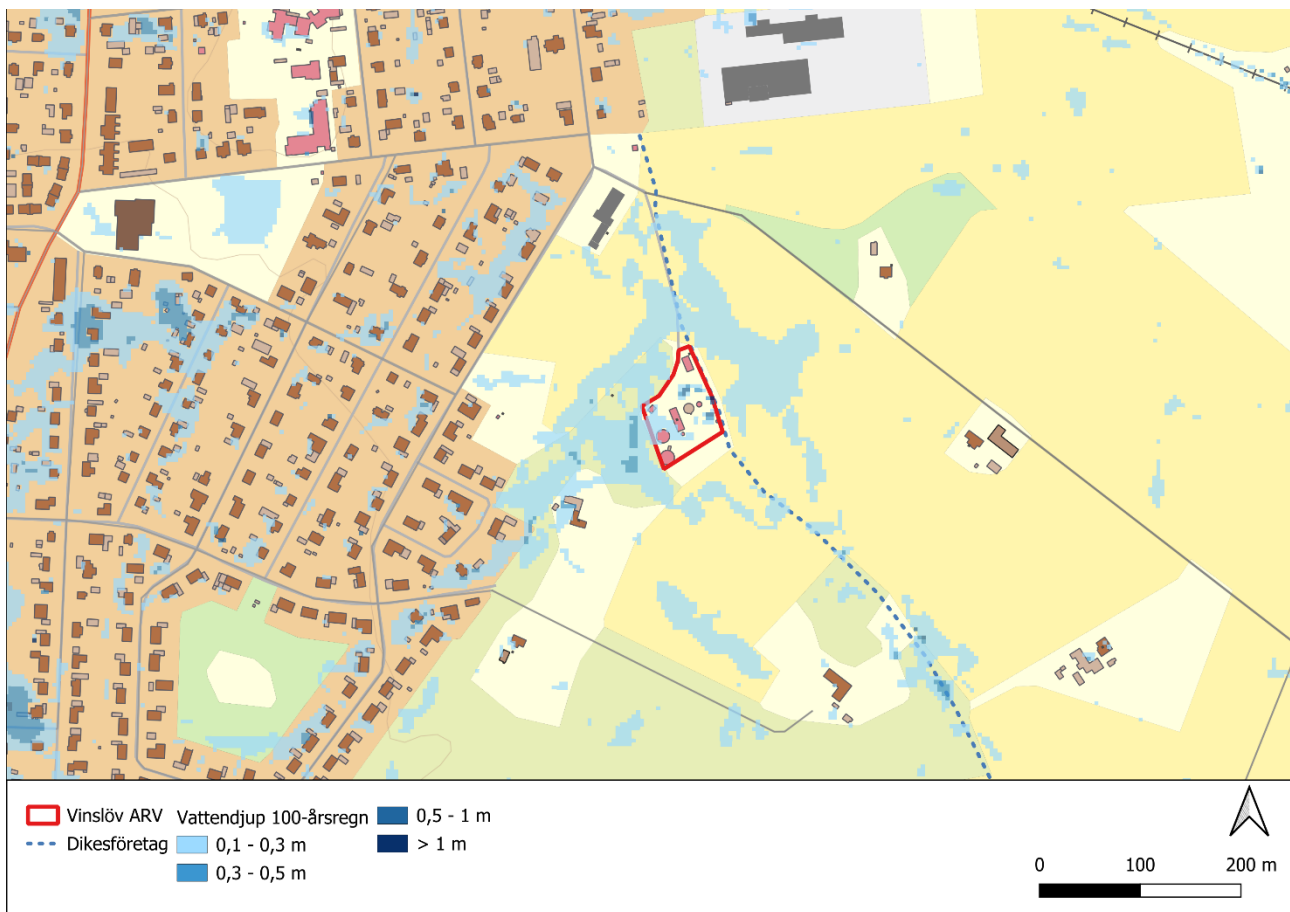 Vinslöv ARV
Dikesföretag
Vattendjup 100-årsregn
0,1 - 0,3 m
0,3 - 0,5 m
0,5 - 1 m
> 1 m
0 100 200 m